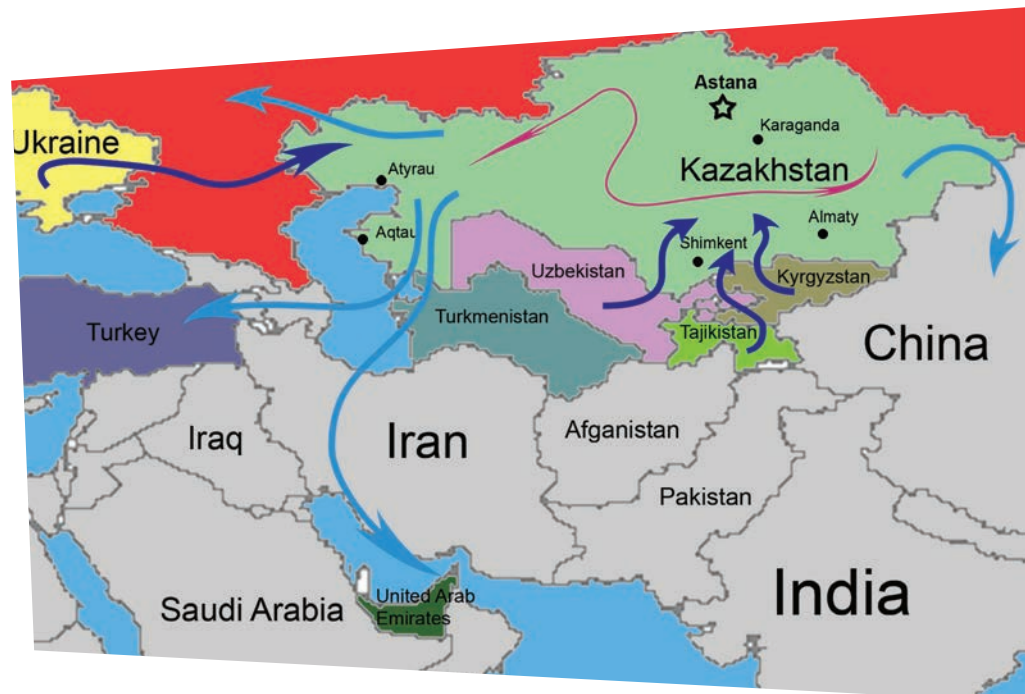 Astana
Karaganda
Ukraine
Kazakhstan
Atyrau
Almaty
Aqtau
Shimkent
Uzbekistan
Kyrgyzstan
Turkmenistan
Turkey
Tajikistan
China
Iraq
Iran
Afganistan
Pakistan
United Arab
Emirates
Saudi Arabia
India